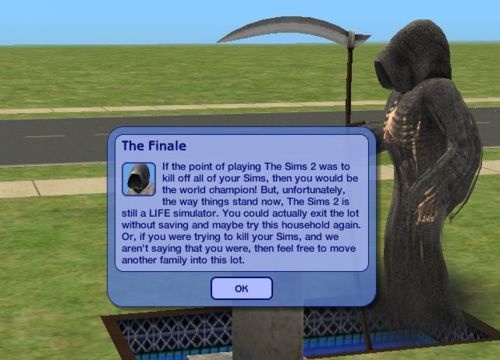 The Finale
If the point of playing The Sims 2 was to
kill off all of your Sims, then you would be
the world champion! But, unfortunately,
the way things stand now, The Sims 2 is
still a LIFE simulator. You could actually exit the lot
without saving and maybe try this household again.
Or, if you were trying to kill your Sims, and we
aren't saying that you were, then feel free to move
another family into this lot.
OK